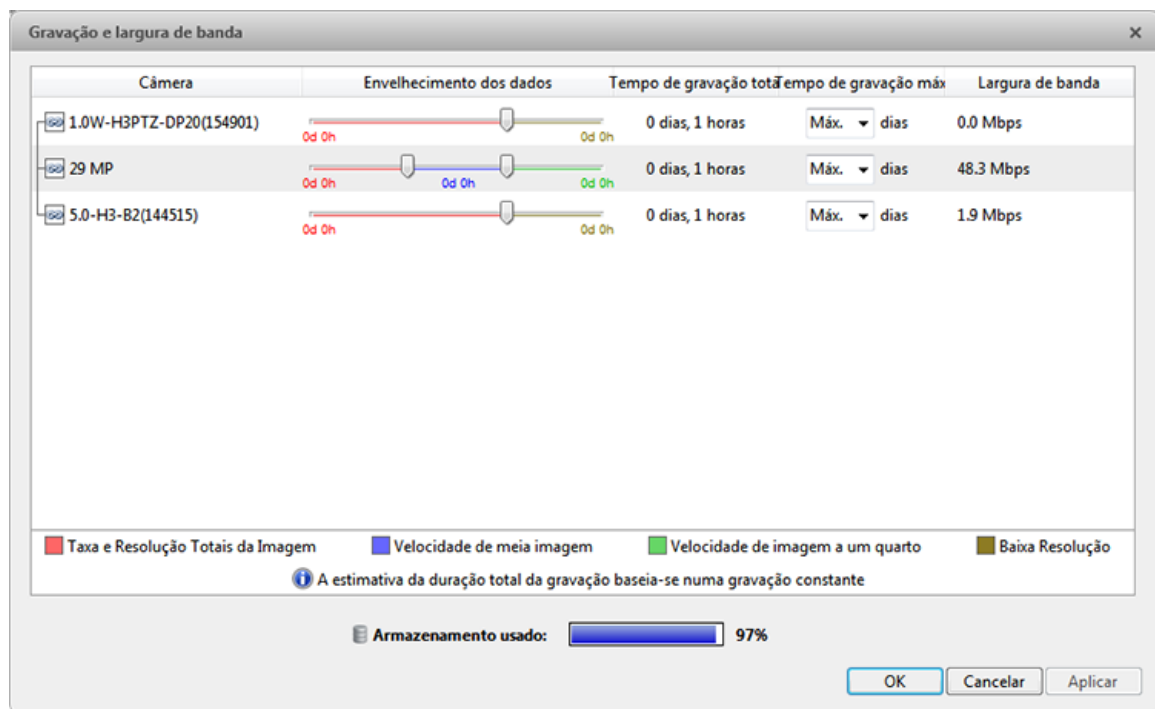 Gravação e largura de banda
Câmera Envelhecimento dos dados Tempo de gravação total Tempo de gravação máx Largura de banda
1.0W-H3PTZ-DP20(154901) 0 dias, 1 horas Máx. dias 0.0 Mbps
0d 0h 0d 0h
29 MP 0 dias, 1 horas Máx. dias 48.3 Mbps
0d 0h 0d 0h 0d 0h
5.0-H3-B2(144515) 0 dias, 1 horas Máx. dias 1.9 Mbps
0d 0h 0d 0h
Taxa e Resolução Totais da Imagem Velocidade de meia imagem Velocidade de imagem a um quarto Baixa Resolução
A estimativa da duração total da gravação baseia-se numa gravação constante
Armazenamento usado: 97%
OK Cancelar Aplicar